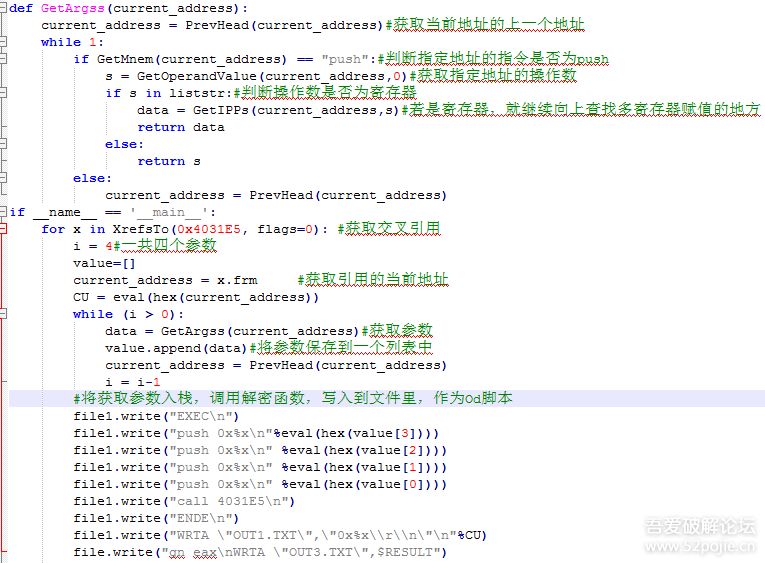 def GetArgss(current_address):
    current_address = PrevHead(current_address)#获取当前地址的上一个地址
    while 1:
        if GetMnem(current_address) == "push":#判断指定地址的指令是否为push
            s = GetOperandValue(current_address,0)#获取指定地址的操作数
            if s in liststr:#判断操作数是否为寄存器
                data = GetIPPs(current_address,s)#若是寄存器，就继续向上查找多寄存器赋值的地方
                return data
            else:
                return s
        else:
            current_address = PrevHead(current_address)
if __name__ == '__main__':
    for x in XrefsTo(0x4031E5, flags=0): #获取交叉引用
        i = 4#一共四个参数
        value=[]
        current_address = x.frm     #获取引用的当前地址
        CU = eval(hex(current_address))
        while (i > 0):
            data = GetArgss(current_address)#获取参数
            value.append(data)#将参数保存到一个列表中
            current_address = PrevHead(current_address)
            i = i-1
        #将获取参数入栈，调用解密函数，写入到文件里，作为Od脚本
        file1.write("EXEC\n")
        file1.write("push 0x%x\n"%eval(hex(value[3])))
        file1.write("push 0x%x\n" %eval(hex(value[2])))
        file1.write("push 0x%x\n" %eval(hex(value[1])))
        file1.write("push 0x%x\n" %eval(hex(value[0])))
        file1.write("call 4031E5\n")
        file1.write("ENDE\n")
        file1.write("WRTA \"OUT1.TXT\",\"0x%x\\r\\n\"\n"%CU)
        file.write("gn eax\nWRTA \"OUT3.TXT\",$RESULT")
吾爱破解论坛
www.52pojie.cn